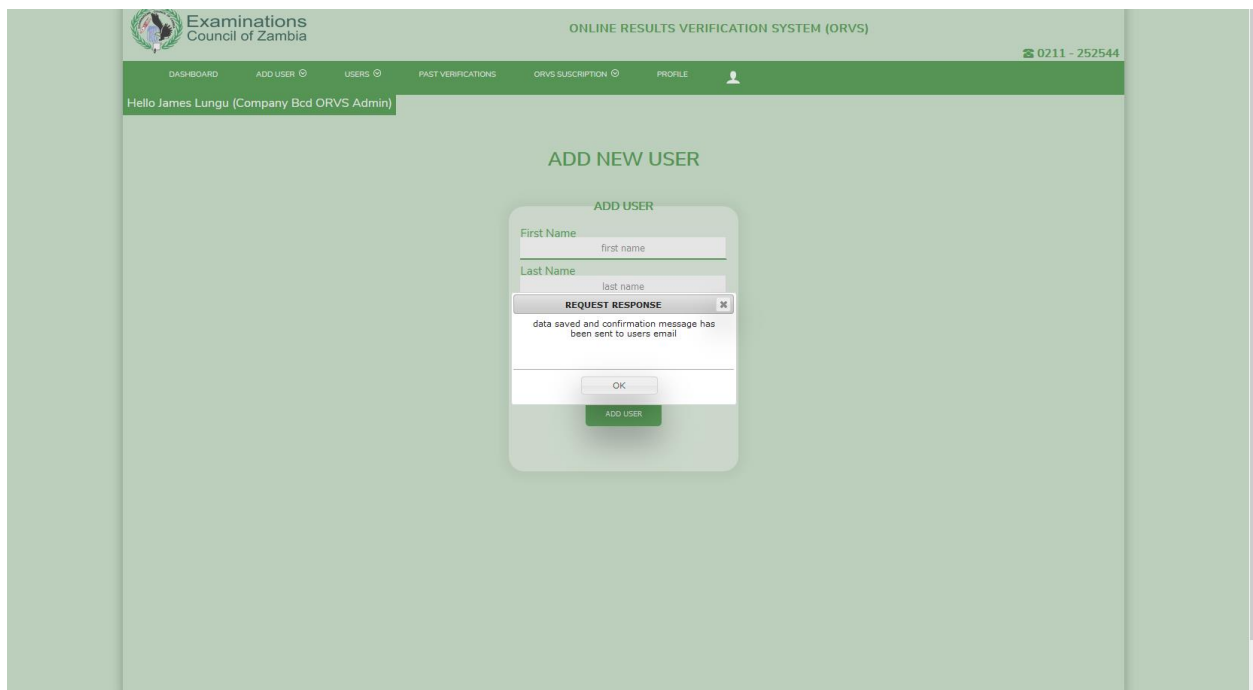 Examinations
Council of Zambia
ONLINE RESULTS VERIFICATION SYSTEM (ORVS)
0211 - 252544
DASHBOARD ADD USER USERS PAST VERIFICATIONS ORVS SUSCRIPTION PROFILE
Hello James Lungu (Company Bcd ORVS Admin)
ADD NEW USER
ADD USER
First Name
first name
Last Name
last name
REQUEST RESPONSE
data saved and confirmation message has
been sent to users email
OK
ADD USER